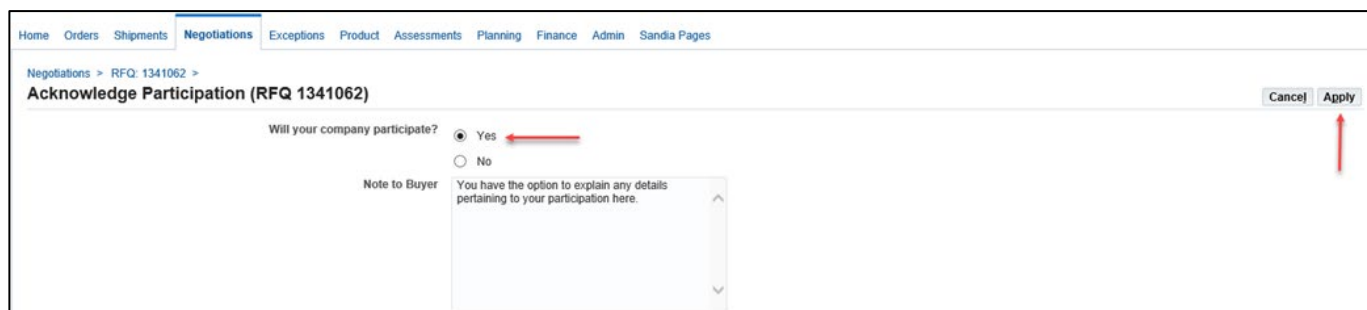 Home Orders Shipments Negotiations Exceptions Product Assessments Planning Finance Admin Sandia Pages
Negotiations > RFQ: 1341062 >
Acknowledge Participation (RFQ 1341062)
Cancel Apply
Will your company participate?
Yes
No
Note to Buyer
You have the option to explain any details
pertaining to your participation here.